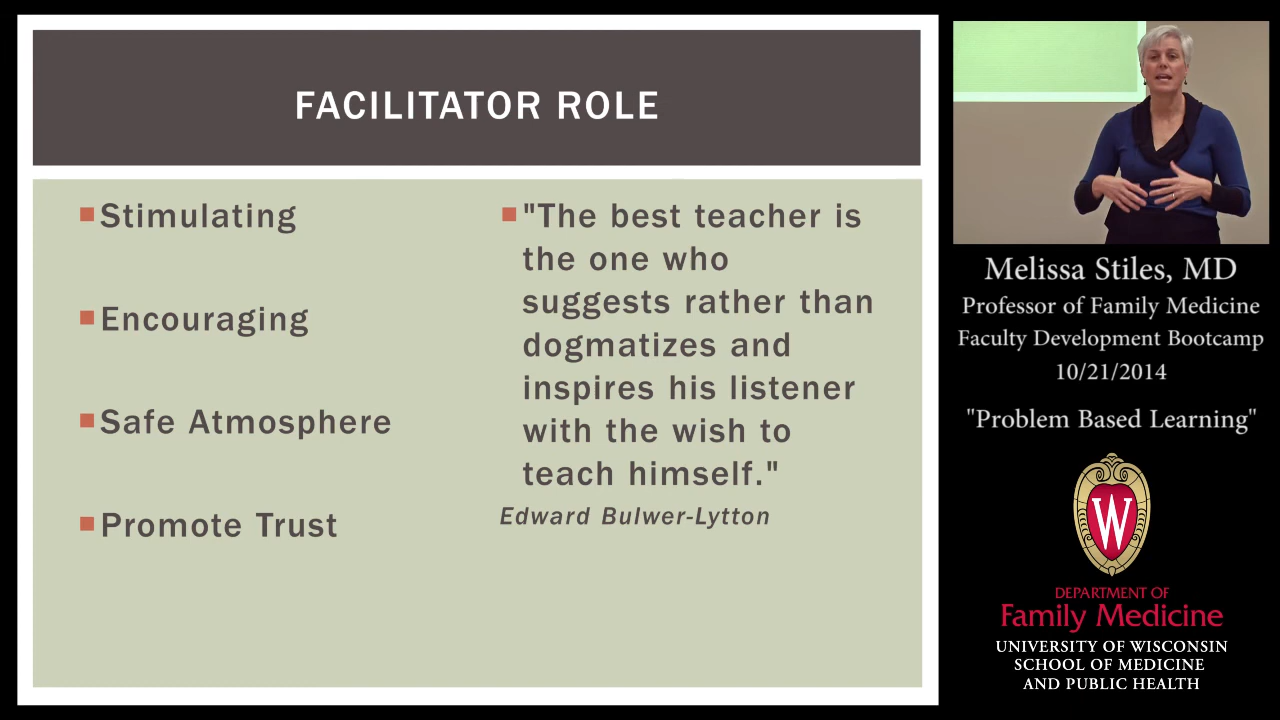 FACILITATOR ROLE
Stimulating
Encouraging
Safe Atmosphere
Promote Trust
"The best teacher is
the one who
suggests rather than
dogmatizes and
inspires his listener
with the wish to
teach himself."
Edward Bulwer-Lytton
Melissa Stiles, MD
Professor of Family Medicine
Faculty Development Bootcamp
10/21/2014
"Problem Based Learning"
W
DEPARTMENT OF
Family Medicine
UNIVERSITY OF WISCONSIN
SCHOOL OF MEDICINE
AND PUBLIC HEALTH